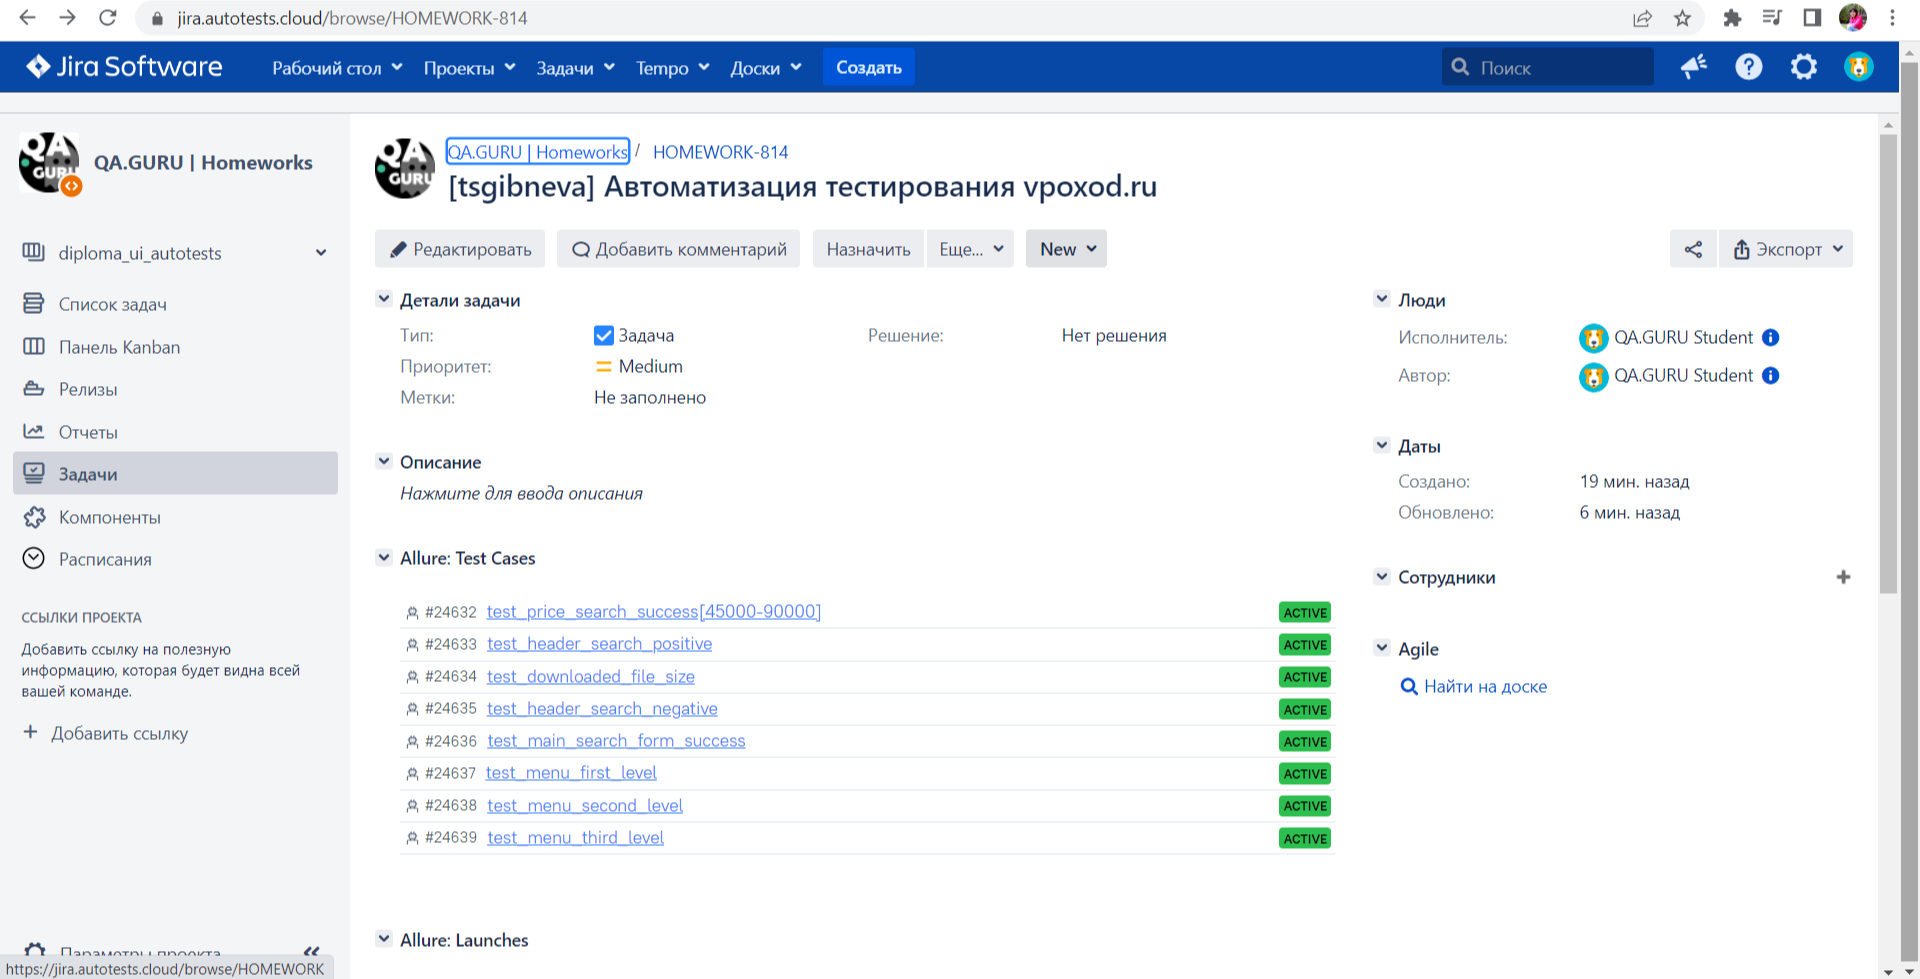 jira.autotests.cloud/browse/HOMEWORK-814
Jira Software Рабочий стол Проекты Задачи Tempo Доски Создать Поиск
QA GURU
QA.GURU | Homeworks
diploma_ui_autotests
Список задач
Панель Kanban
Релизы
Отчеты
Задачи
Компоненты
Расписания
ССЫЛКИ ПРОЕКТА
Добавить ссылку на полезную
информацию, которая будет видна всей
вашей команде.
+ Добавить ссылку
Параметры проекта
https://jira.autotests.cloud/browse/HOMEWORK
QA GURU
QA.GURU | Homeworks / HOMEWORK-814
[tsgibneva] Автоматизация тестирования vpoxod.ru
Редактировать Добавить комментарий Назначить Еще... New Экспорт
Детали задачи
Тип: Задача Решение: Нет решения
Приоритет: Medium
Метки: Не заполнено
Описание
Нажмите для ввода описания
Allure: Test Cases
#24632 test_price_search_success[45000-90000] ACTIVE
#24633 test_header_search_positive ACTIVE
#24634 test_downloaded_file_size ACTIVE
#24635 test_header_search_negative ACTIVE
#24636 test_main_search_form_success ACTIVE
#24637 test_menu_first_level ACTIVE
#24638 test_menu_second_level ACTIVE
#24639 test_menu_third_level ACTIVE
Allure: Launches
Люди
Исполнитель: QA.GURU Student
Автор: QA.GURU Student
Даты
Создано: 19 мин. назад
Обновлено: 6 мин. назад
Сотрудники
Agile
Найти на доске